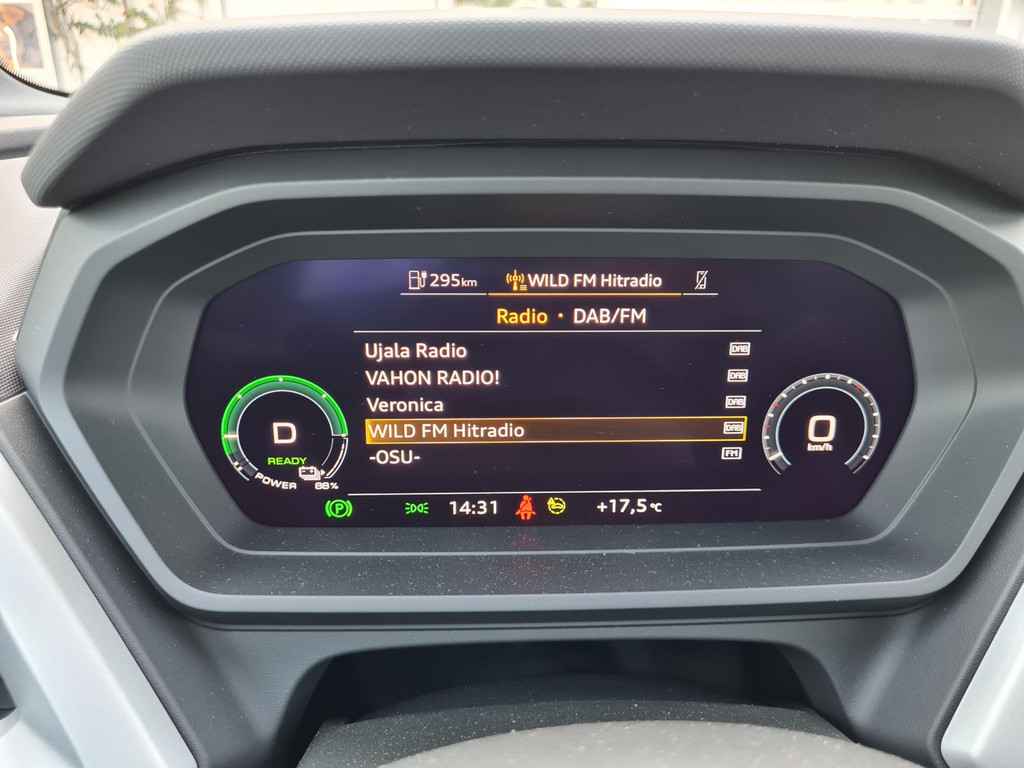 295km WILD FM Hitradio
Radio · DAB/FM
Ujala Radio DAB
VAHON RADIO! DAB
Veronica DAB
WILD FM Hitradio DAB
-OSU- FM
D
READY
POWER 88%
0
km/h
P 14:31 +17,5°C